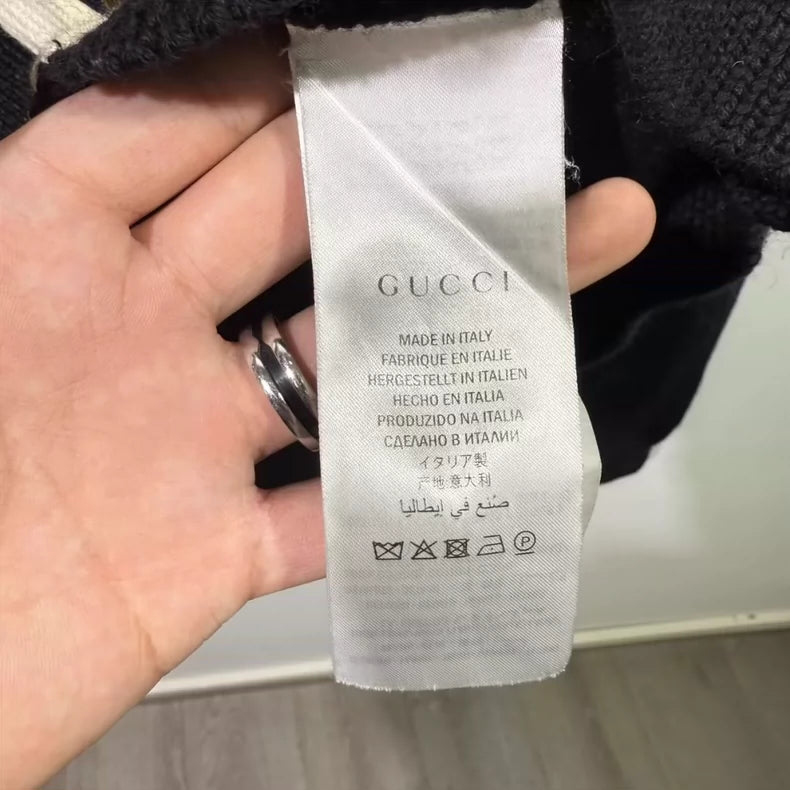 GUCCI
MADE IN ITALY
FABRIQUE EN ITALIE
HERGESTELLT IN ITALIEN
HECHO EN ITALIA
PRODUZIDO NA ITALIA
СДЕЛАНО В ИТАЛИИ
イタリア製
产地:意大利
صُنع في إيطاليا
P